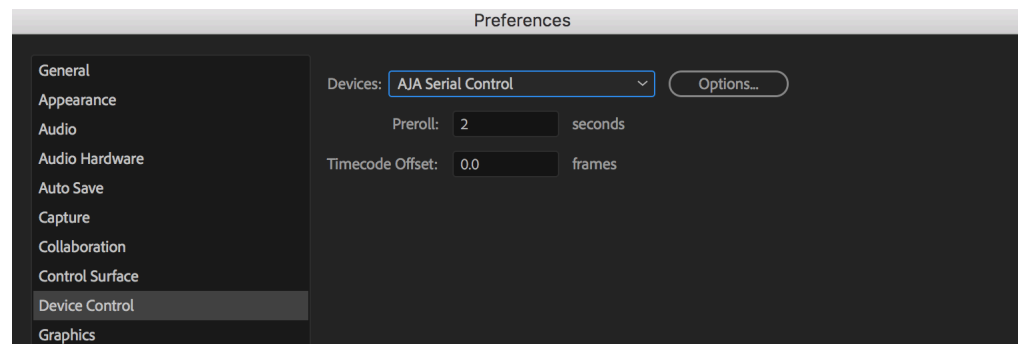 Preferences
General
Appearance
Audio
Audio Hardware
Auto Save
Capture
Collaboration
Control Surface
Device Control
Graphics
Devices: AJA Serial Control Options...
Preroll: 2 seconds
Timecode Offset: 0.0 frames